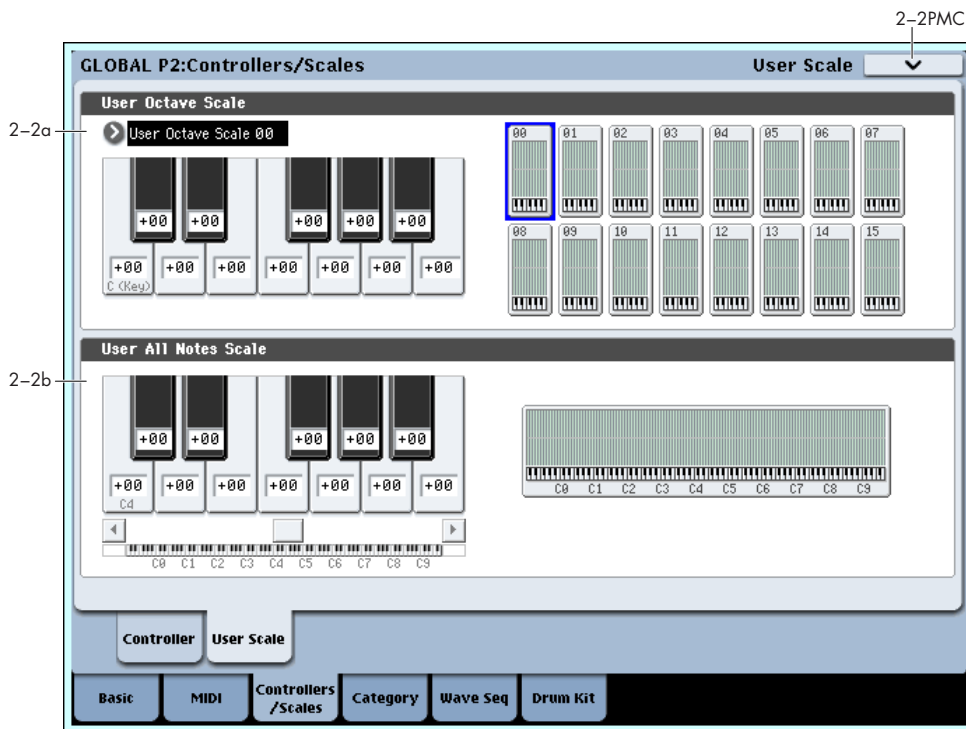 2-2PMC
GLOBAL P2:Controllers/Scales
User Scale
User Octave Scale
2-2a
User Octave Scale 00
00 01 02 03 04 05 06 07
+00 +00 +00 +00 +00
08 09 10 11 12 13 14 15
+00 +00 +00 +00 +00 +00 +00
C (Key)
User All Notes Scale
2-2b
+00 +00 +00 +00 +00
+00 +00 +00 +00 +00 +00 +00
C4
C0 C1 C2 C3 C4 C5 C6 C7 C8 C9
C0 C1 C2 C3 C4 C5 C6 C7 C8 C9
Controller
User Scale
Basic
MIDI
Controllers
/Scales
Category
Wave Seq
Drum Kit